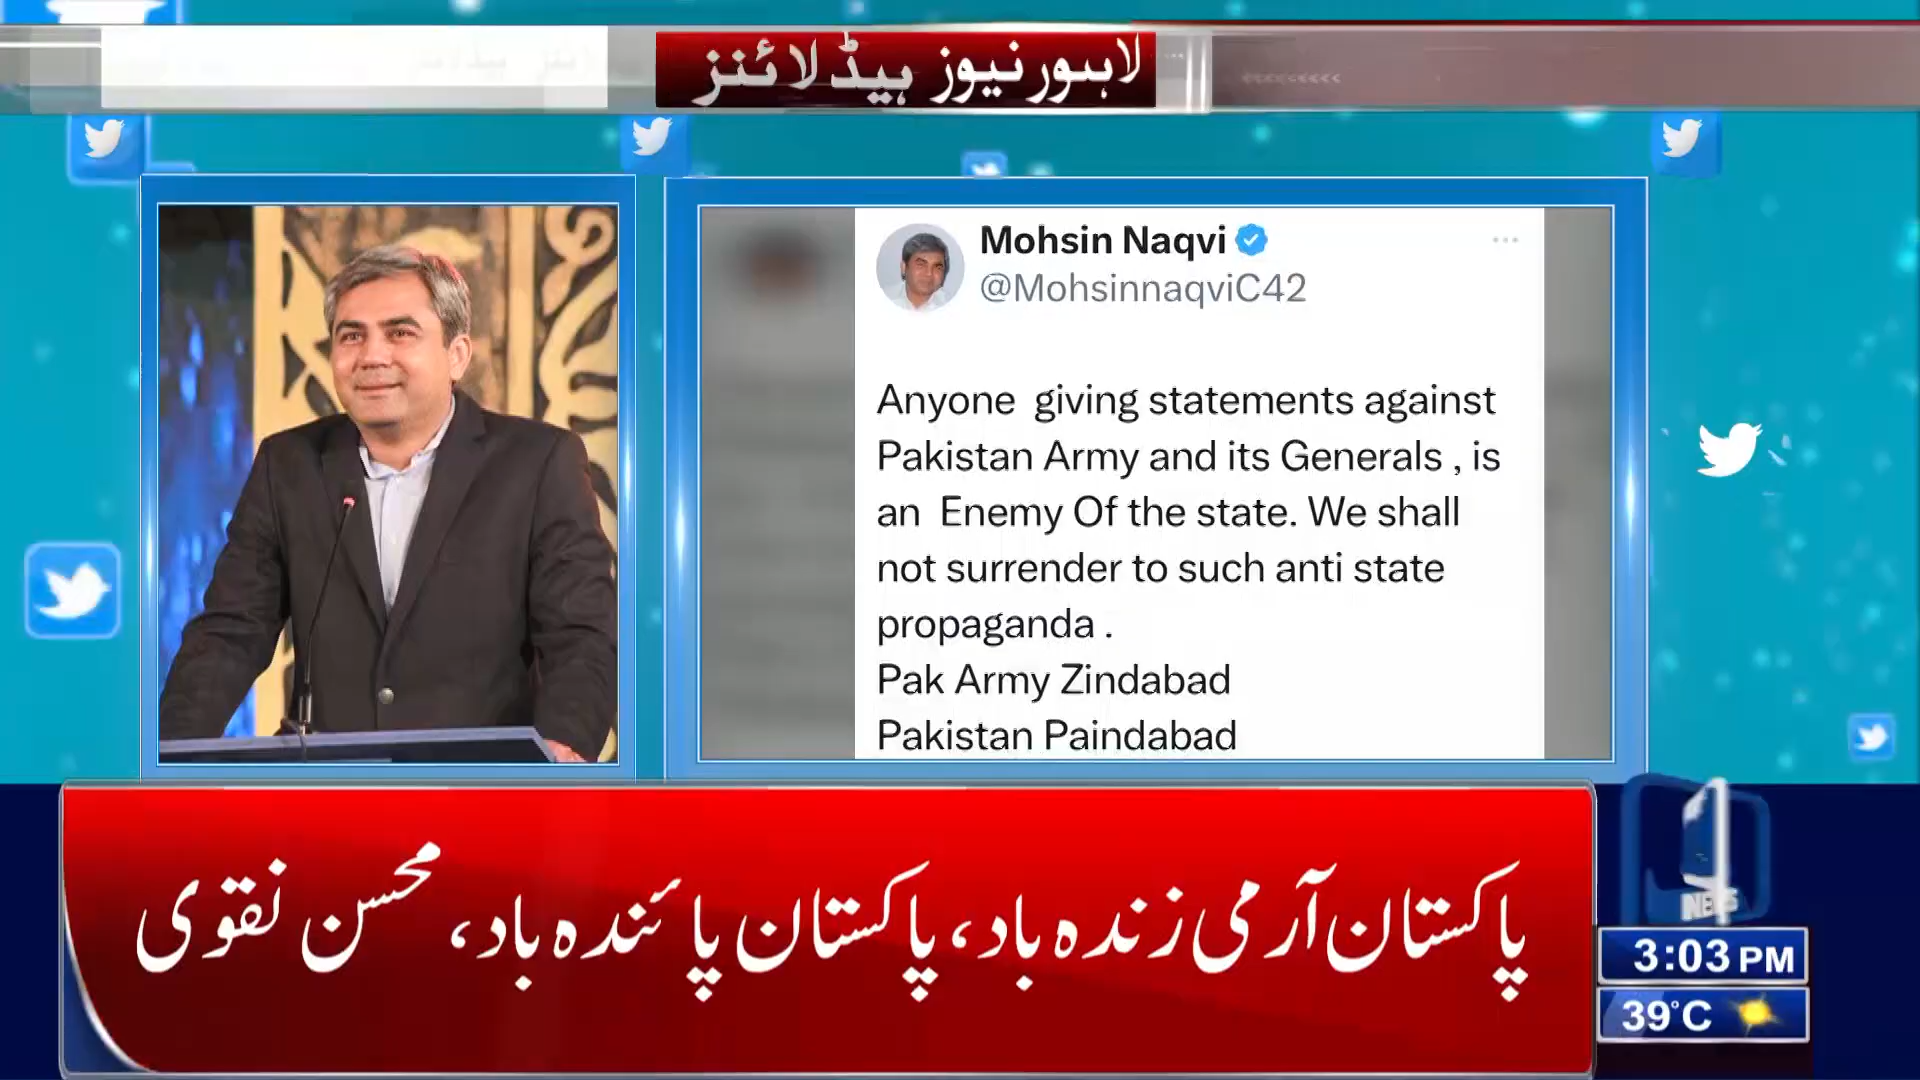 لاہور نیوز ہیڈ لائنز
Mohsin Naqvi
@MohsinnaqviC42
Anyone giving statements against
Pakistan Army and its Generals , is
an Enemy Of the state. We shall
not surrender to such anti state
propaganda .
Pak Army Zindabad
Pakistan Paindabad
پاکستان آرمی زندہ باد، پاکستان پائندہ باد، محسن نقوی
NEWS
3:03 PM
39°C